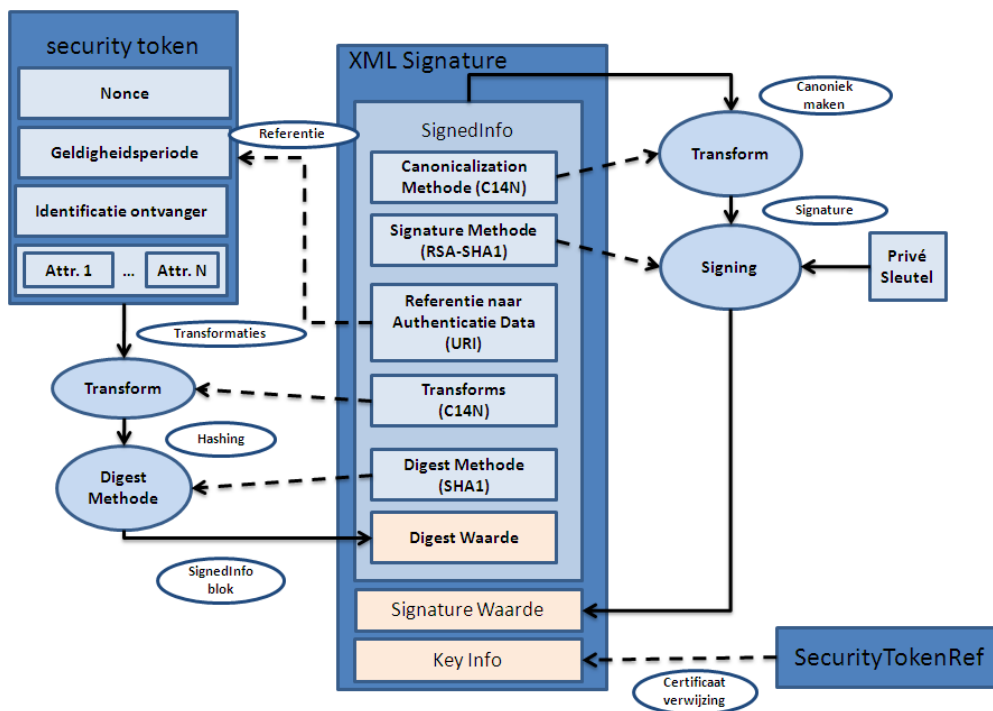 security token
Nonce
Geldigheidsperiode
Identificatie ontvanger
Attr. 1 ... Attr. N
Transformaties
Transform
Hashing
Digest
Methode
SignedInfo
blok
Referentie
XML Signature
SignedInfo
Canonicalization
Methode (C14N)
Signature Methode
(RSA-SHA1)
Referentie naar
Authenticatie Data
(URI)
Transforms
(C14N)
Digest Methode
(SHA1)
Digest Waarde
Signature Waarde
Key Info
Canoniek
maken
Transform
Signature
Signing
Privé
Sleutel
SecurityTokenRef
Certificaat
verwijzing